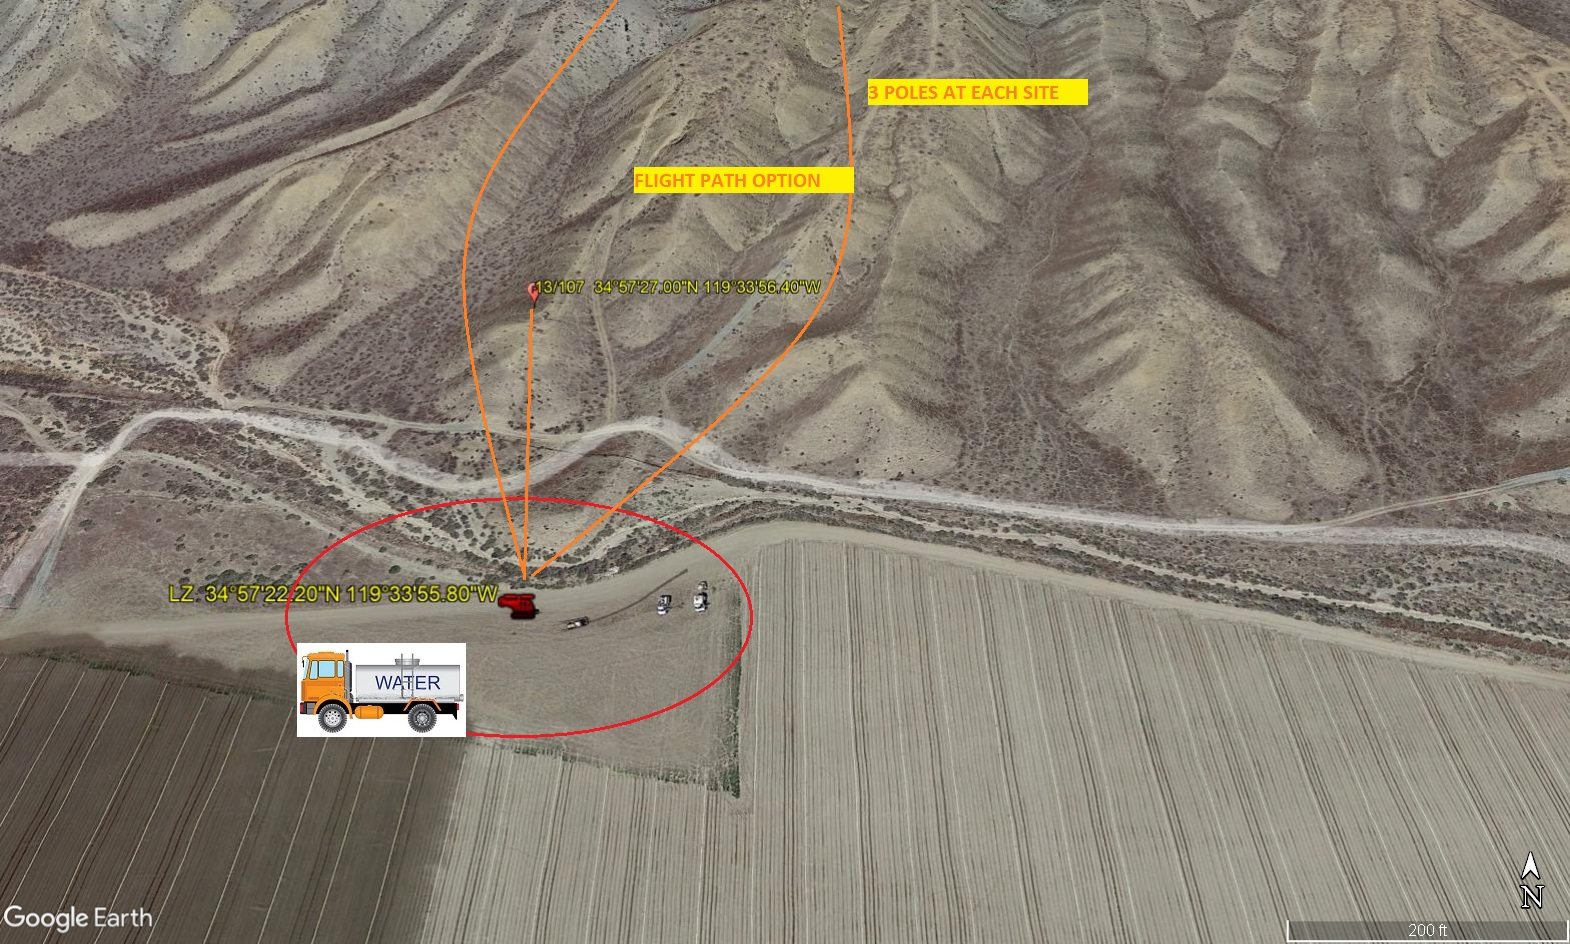 3 POLES AT EACH SITE
FLIGHT PATH OPTION
13/107 34°57'27.00"N 119°33'56.40"W
LZ 34°57'22.20"N 119°33'55.80"W
WATER
N
Google Earth
200 ft